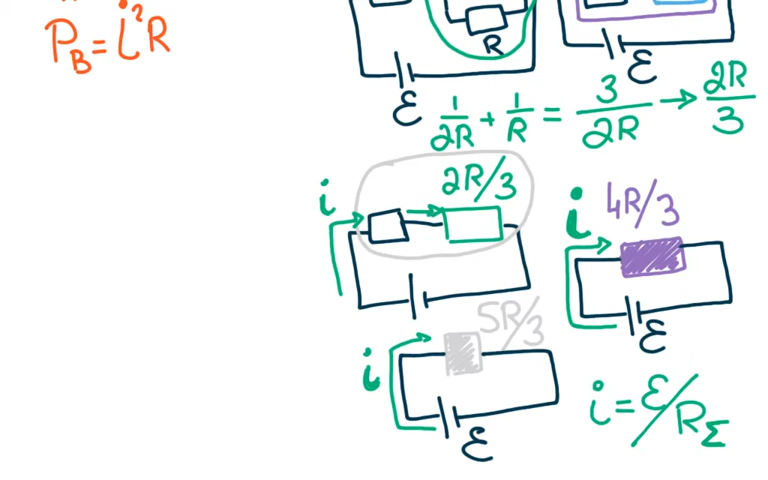 P_B = i²R
R
ε
ε
1/2R + 1/R = 3/2R → 2R/3
i
2R/3
i
4R/3
ε
i
5R/3
ε
i = ε/R_Σ